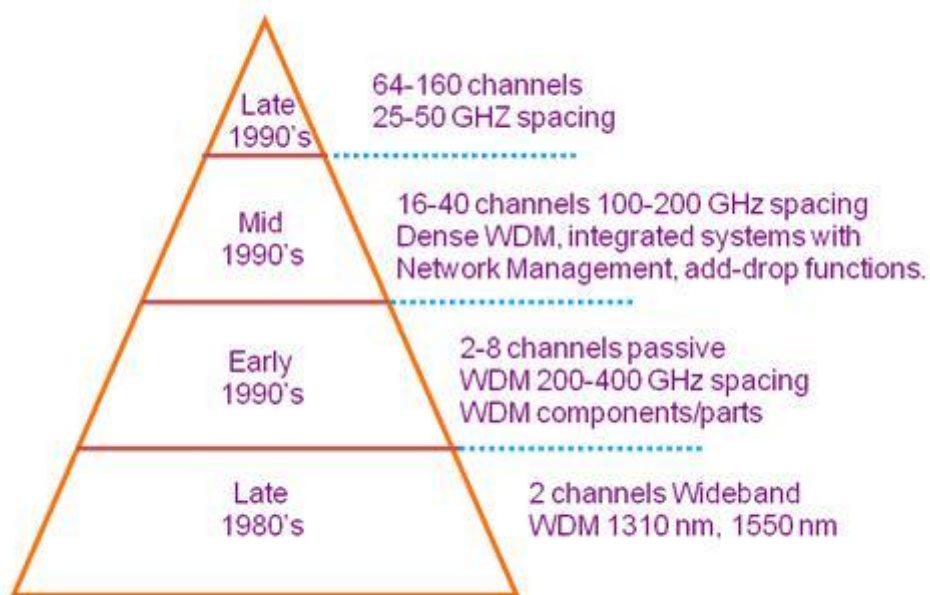 Late
1990's
64-160 channels
25-50 GHZ spacing
Mid
1990's
16-40 channels 100-200 GHz spacing
Dense WDM, integrated systems with
Network Management, add-drop functions.
Early
1990's
2-8 channels passive
WDM 200-400 GHz spacing
WDM components/parts
Late
1980's
2 channels Wideband
WDM 1310 nm, 1550 nm